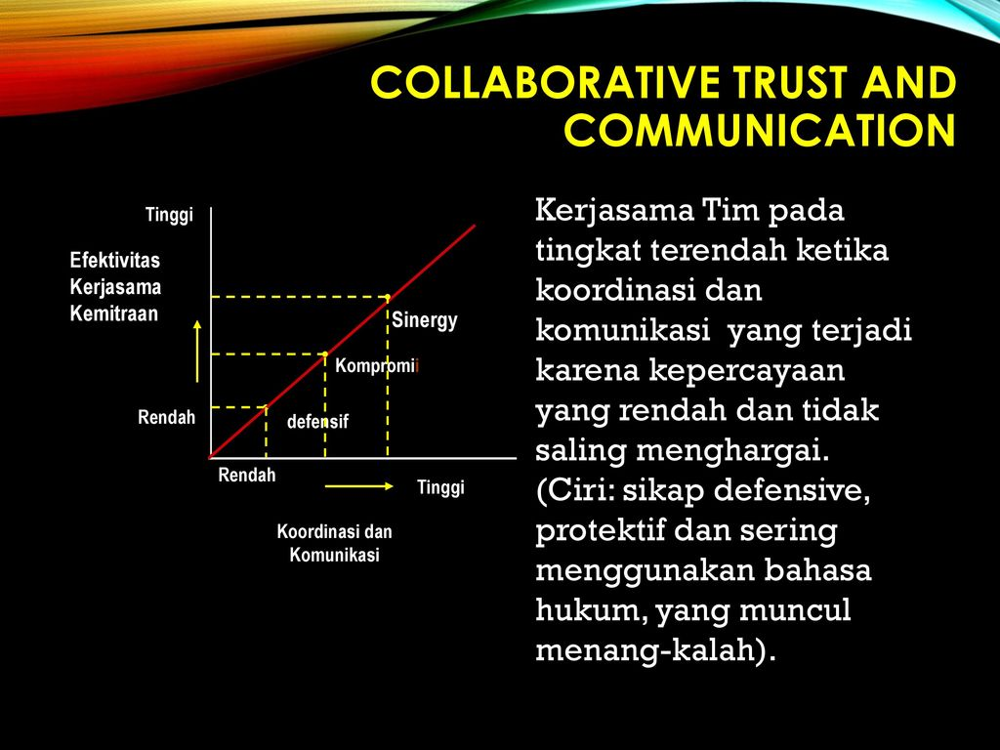 COLLABORATIVE TRUST AND
COMMUNICATION
Tinggi
Efektivitas
Kerjasama
Kemitraan
Sinergy
Kompromii
Rendah
defensif
Rendah
Tinggi
Koordinasi dan
Komunikasi
Kerjasama Tim pada
tingkat terendah ketika
koordinasi dan
komunikasi yang terjadi
karena kepercayaan
yang rendah dan tidak
saling menghargai.
(Ciri: sikap defensive,
protektif dan sering
menggunakan bahasa
hukum, yang muncul
menang-kalah).